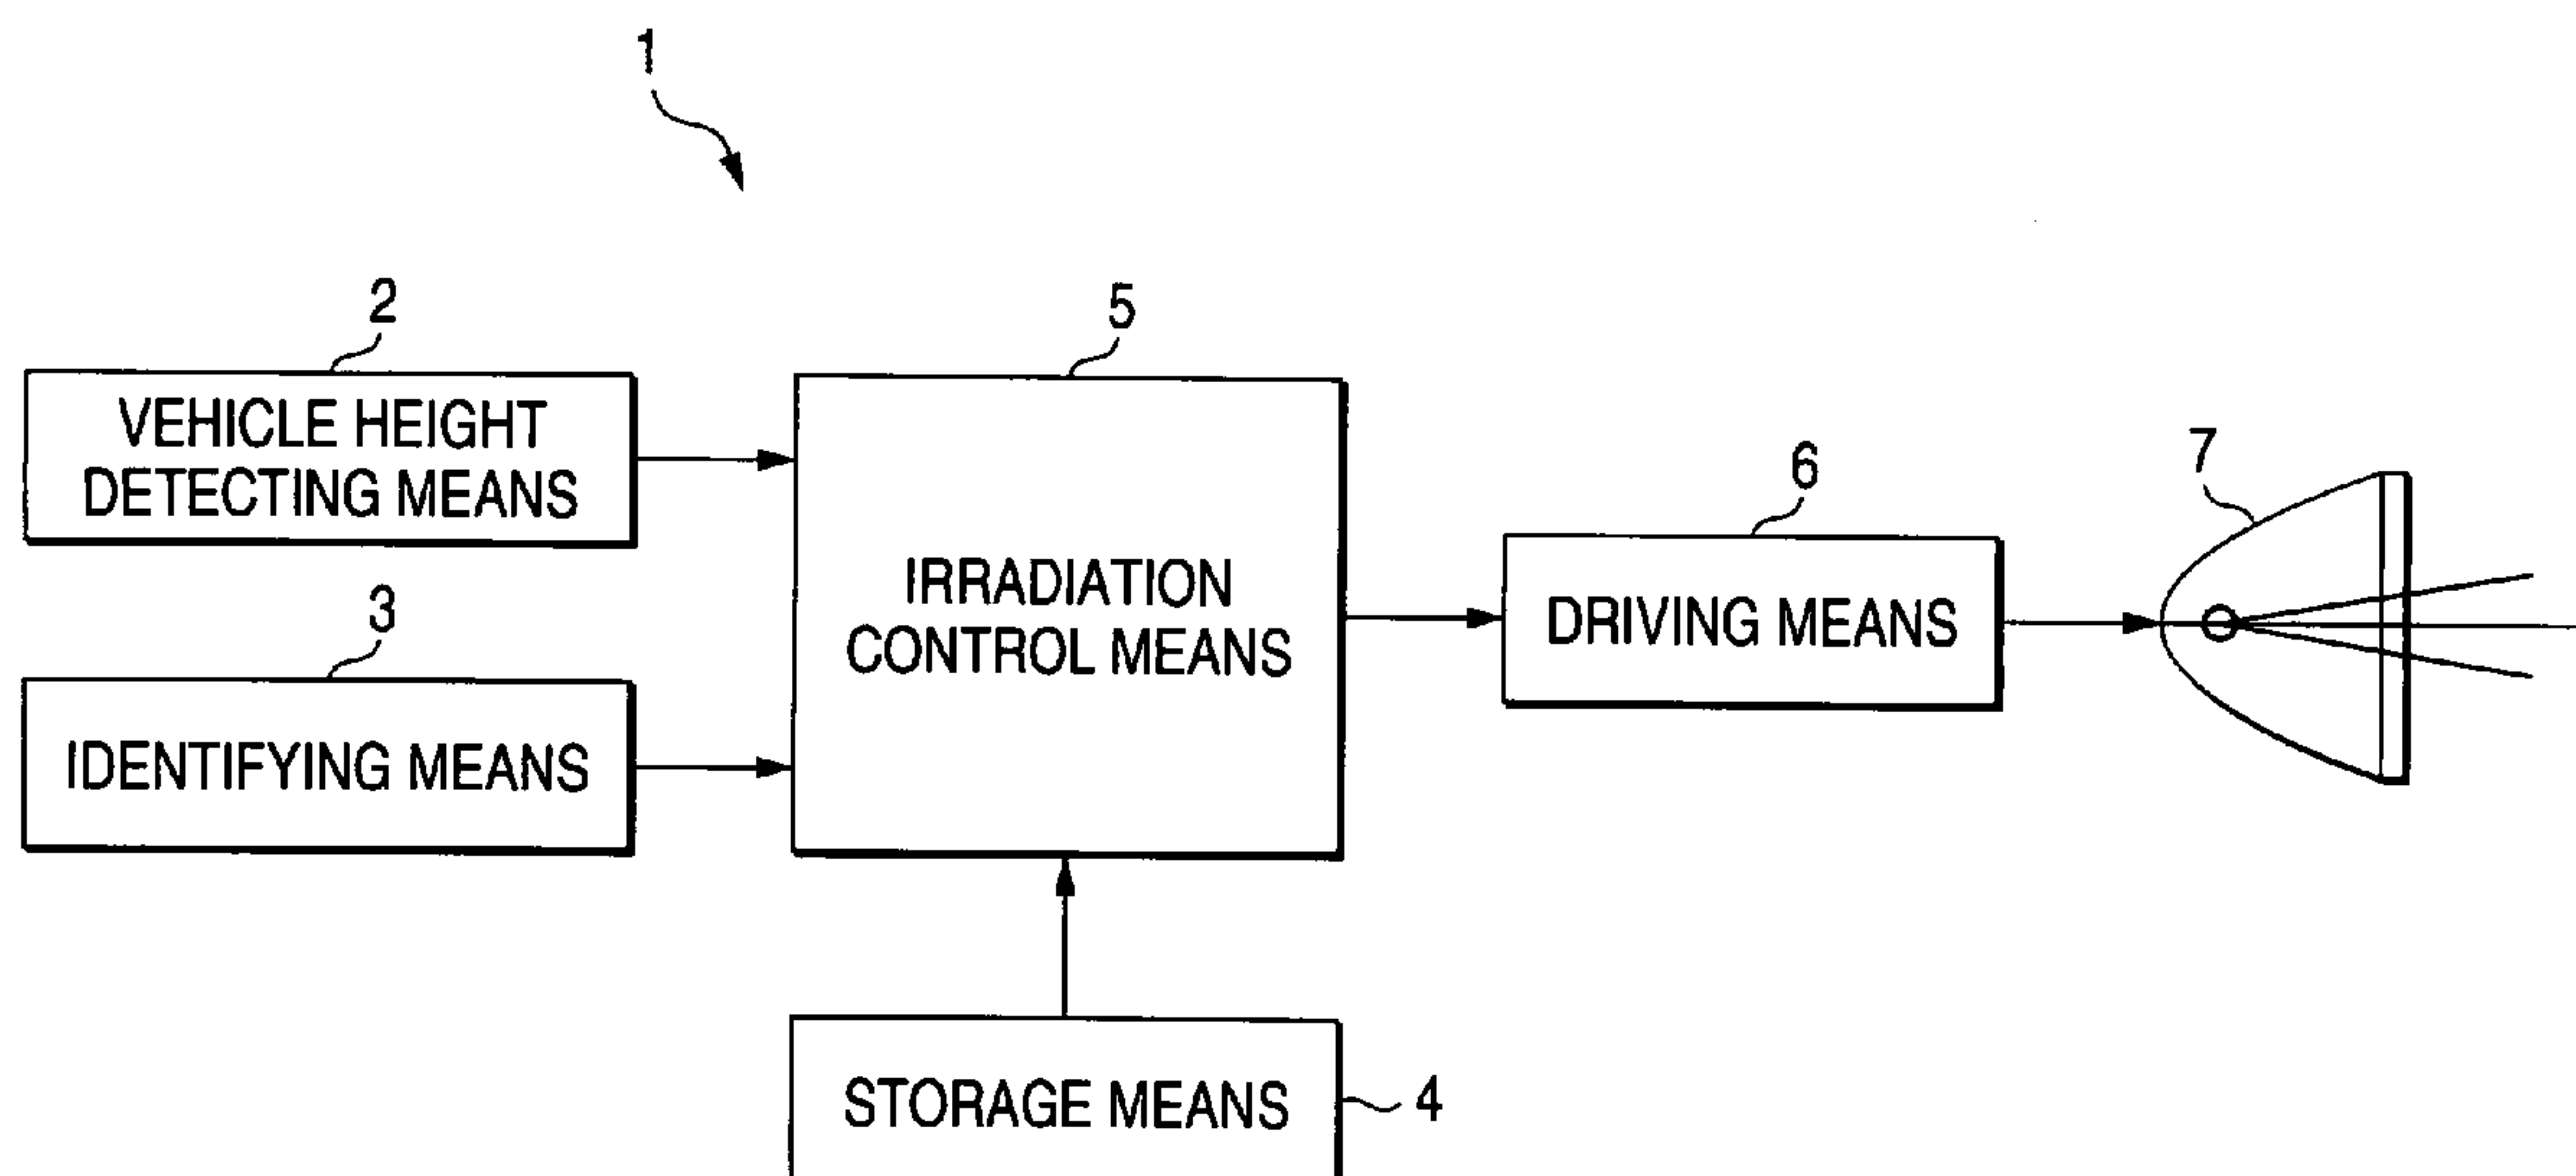 1
2
VEHICLE HEIGHT
DETECTING MEANS
3
IDENTIFYING MEANS
5
IRRADIATION
CONTROL MEANS
6
DRIVING MEANS
7
STORAGE MEANS
4